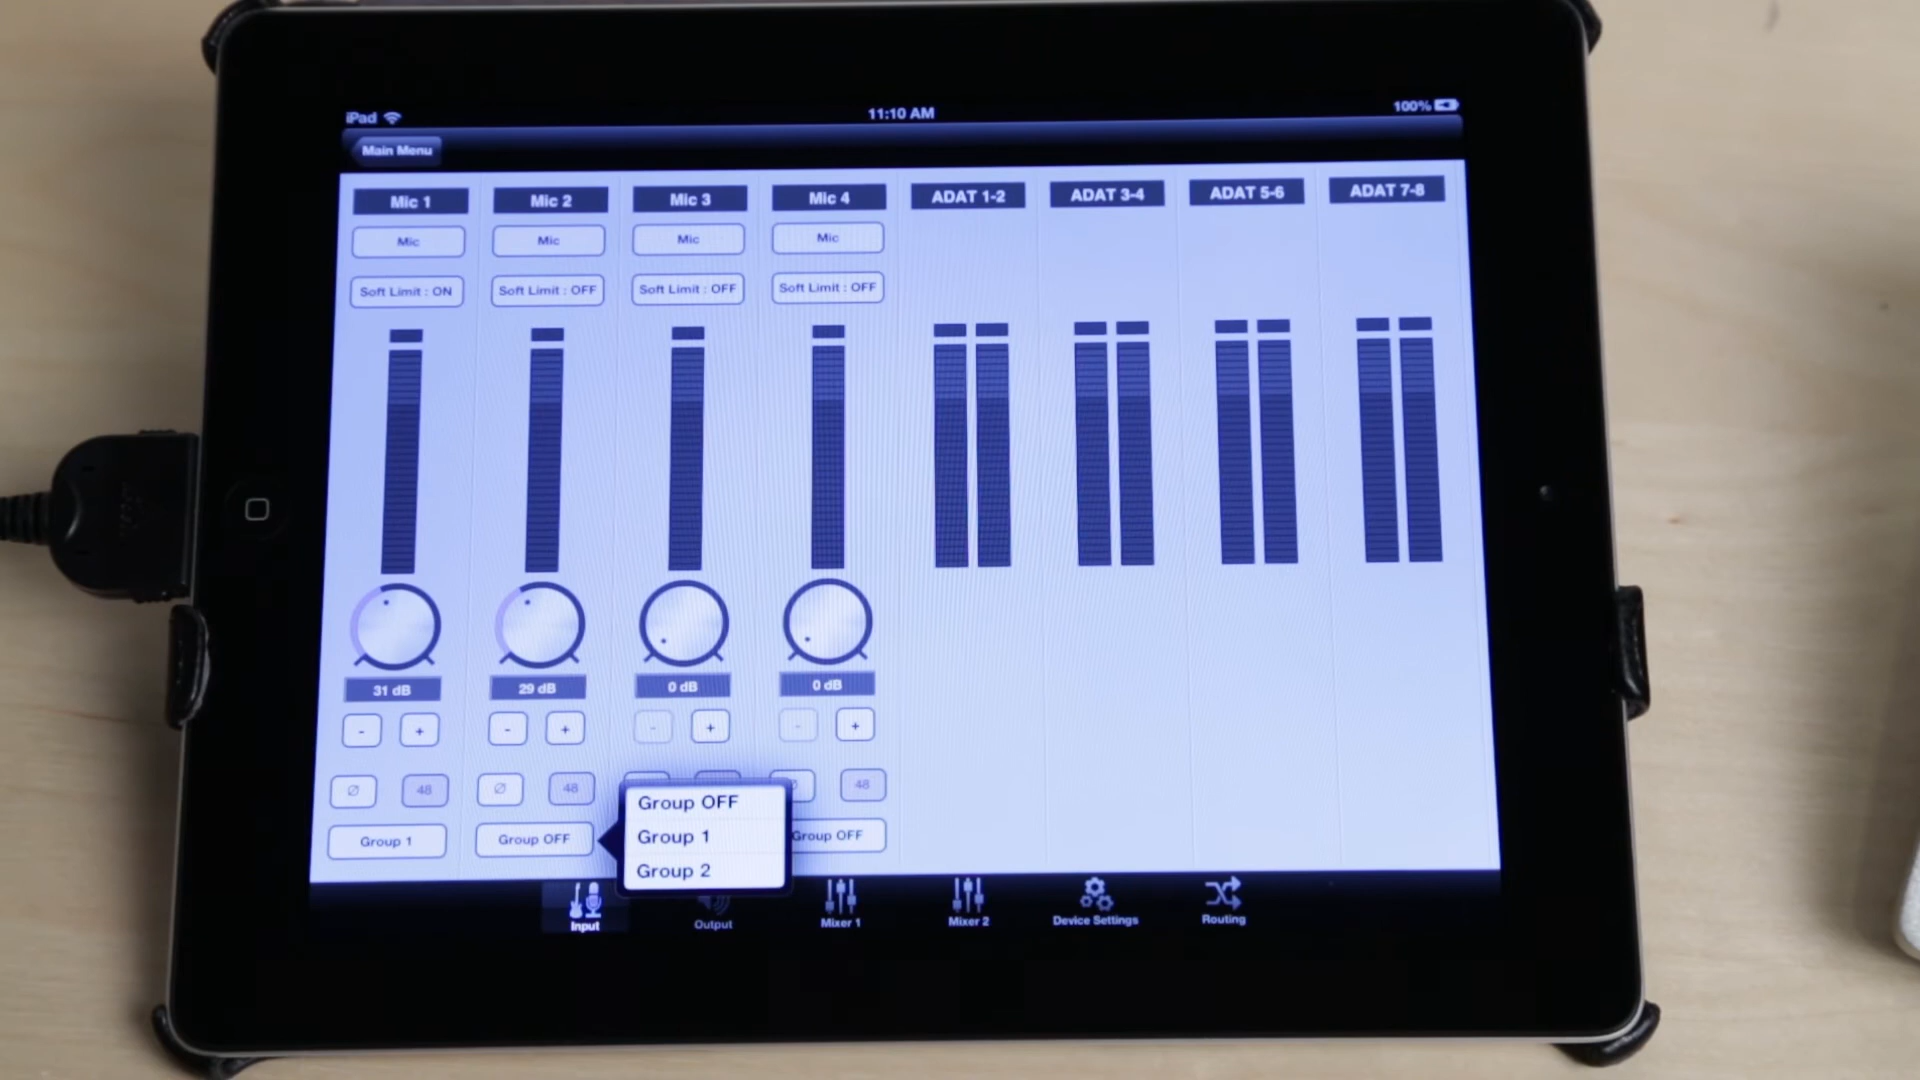 iPad 11:10 AM 100%
Main Menu
Mic 1 Mic 2 Mic 3 Mic 4 ADAT 1-2 ADAT 3-4 ADAT 5-6 ADAT 7-8
Mic Mic Mic Mic
Soft Limit : ON Soft Limit : OFF Soft Limit : OFF Soft Limit : OFF
31 dB 29 dB 0 dB 0 dB
- + - + - + - +
Ø 48 Ø 48 48
Group 1 Group OFF Group OFF
Group OFF
Group 1
Group 2
Input Output Mixer 1 Mixer 2 Device Settings Routing